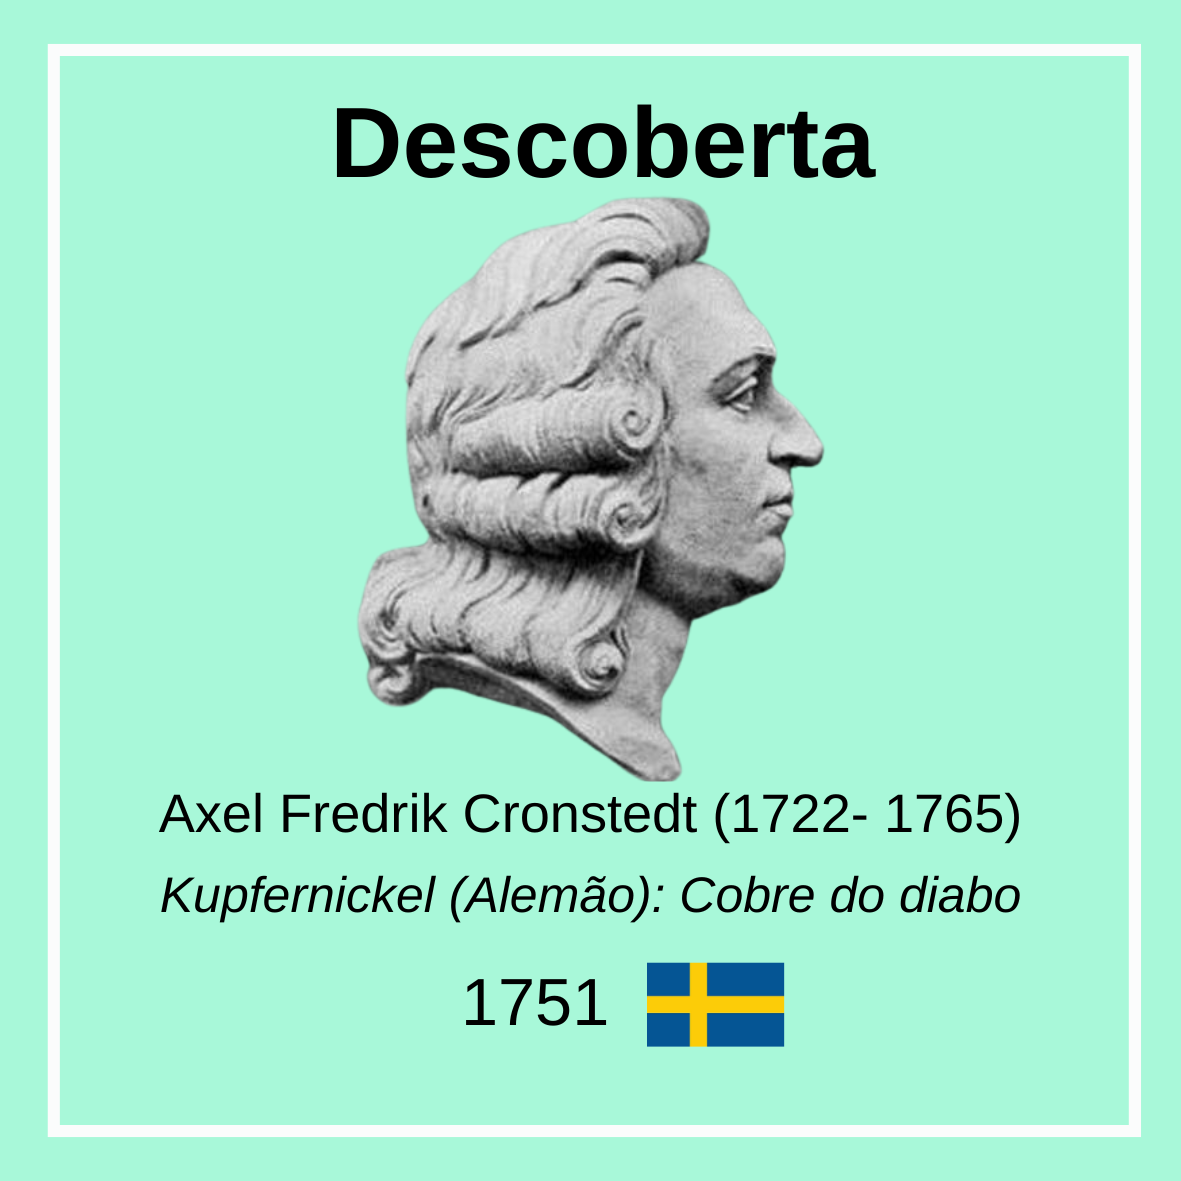 Descoberta
Axel Fredrik Cronstedt (1722- 1765)
Kupfernickel (Alemão): Cobre do diabo
1751